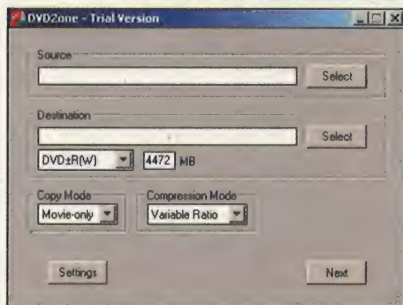 DVDZone - Trial Version
Source
Select
Destination
Select
DVD±R(W) 4472 MB
Copy Mode
Compression Mode
Movie-only
Variable Ratio
Settings
Next